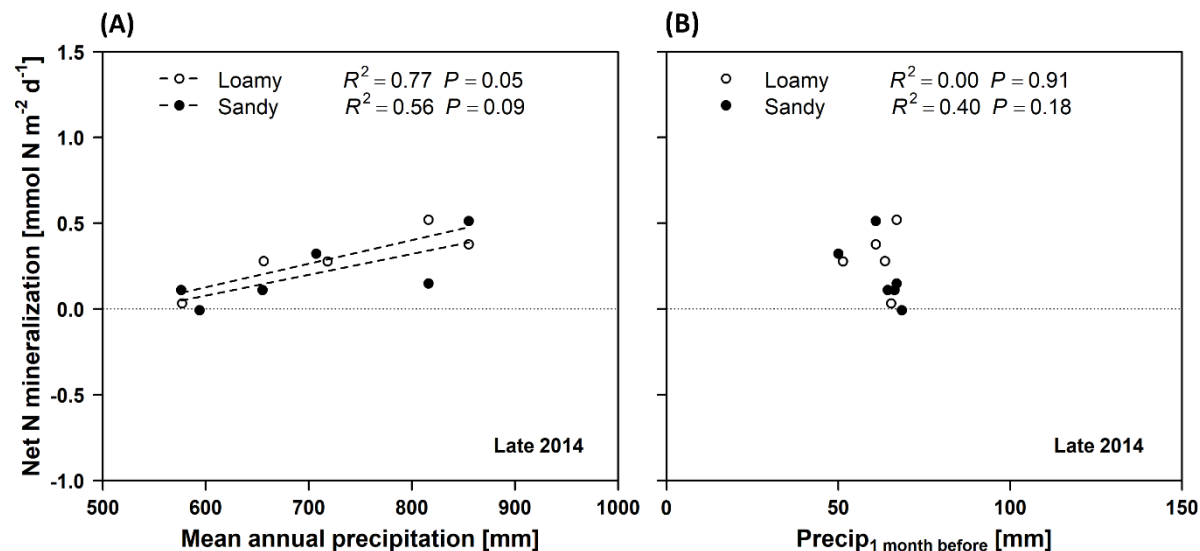 (A)
Net N mineralization [mmol N m⁻² d⁻¹]
1.5
1.0
0.5
0.0
-0.5
-1.0
Loamy R² = 0.77 P = 0.05
Sandy R² = 0.56 P = 0.09
Late 2014
500 600 700 800 900 1000
Mean annual precipitation [mm]
(B)
Loamy R² = 0.00 P = 0.91
Sandy R² = 0.40 P = 0.18
Late 2014
0 50 100 150
Precip1 month before [mm]